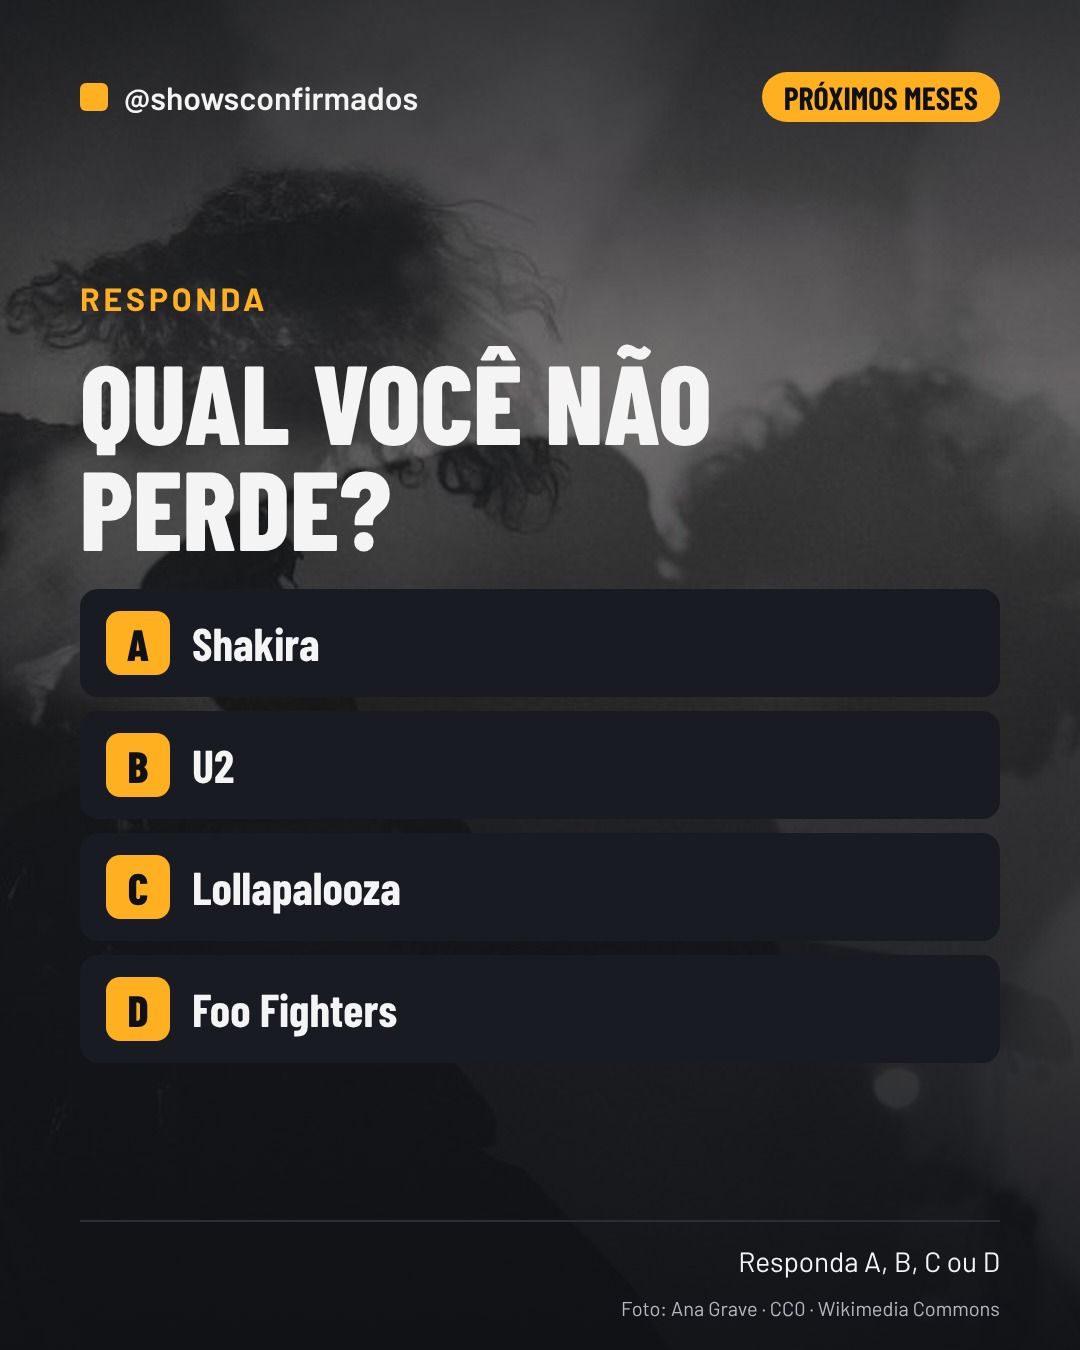 @showsconfirmados
PRÓXIMOS MESES
RESPONDA
QUAL VOCÊ NÃO
PERDE?
A Shakira
B U2
C Lollapalooza
D Foo Fighters
Responda A, B, C ou D
Foto: Ana Grave · CC0 · Wikimedia Commons